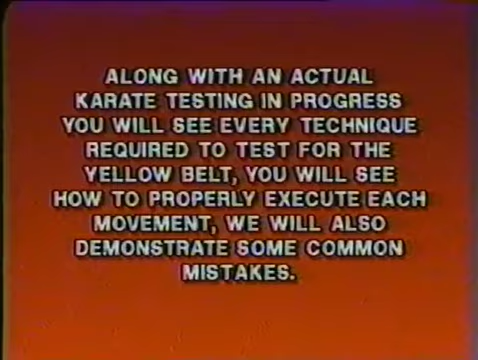 ALONG WITH AN ACTUAL
KARATE TESTING IN PROGRESS
YOU WILL SEE EVERY TECHNIQUE
REQUIRED TO TEST FOR THE
YELLOW BELT, YOU WILL SEE
HOW TO PROPERLY EXECUTE EACH
MOVEMENT, WE WILL ALSO
DEMONSTRATE SOME COMMON
MISTAKES.